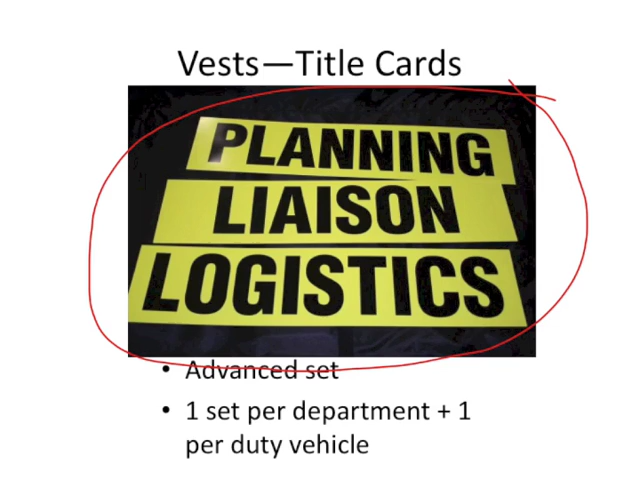 Vests—Title Cards
PLANNING
LIAISON
LOGISTICS
• Advanced set
• 1 set per department + 1
per duty vehicle